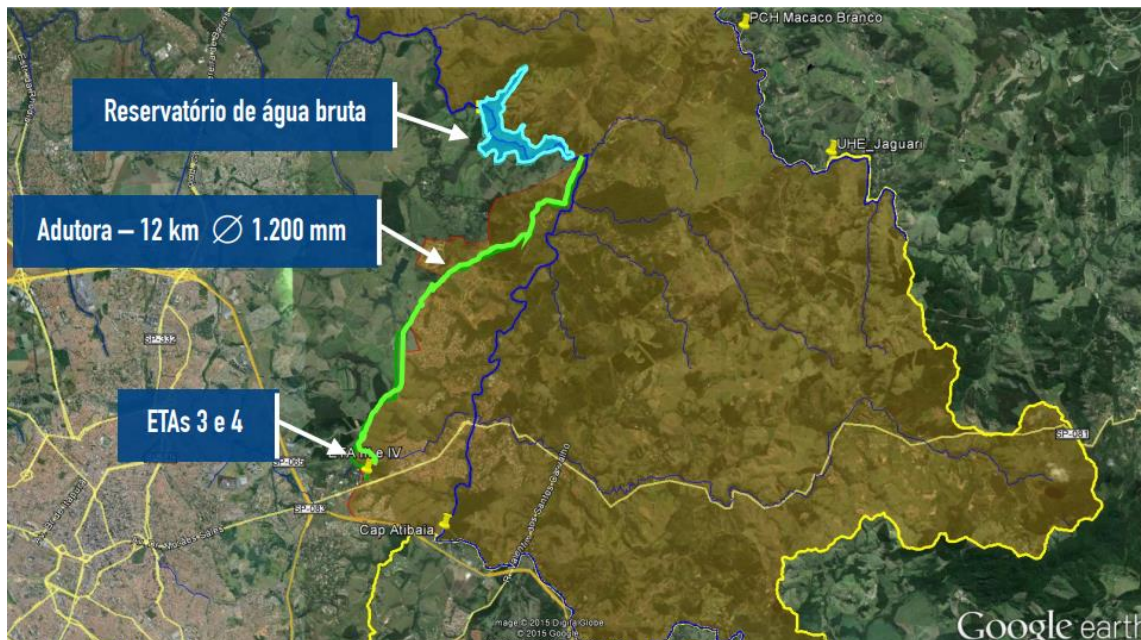 PCH Macaco Branco
Reservatório de água bruta
UHE_Jaguari
Adutora – 12 km ∅ 1.200 mm
SP-332
ETAs 3 e 4
SP-081
SP-065
SP-083
Cap Atibaia
Image © 2015 DigitalGlobe
© 2015 Google
Google earth